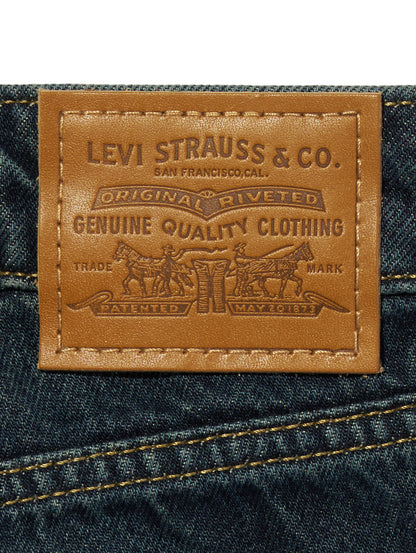 LEVI STRAUSS & CO.
SAN FRANCISCO, CAL.
ORIGINAL RIVETED
GENUINE QUALITY CLOTHING
TRADE MARK
PATENTED MAY 20 1873